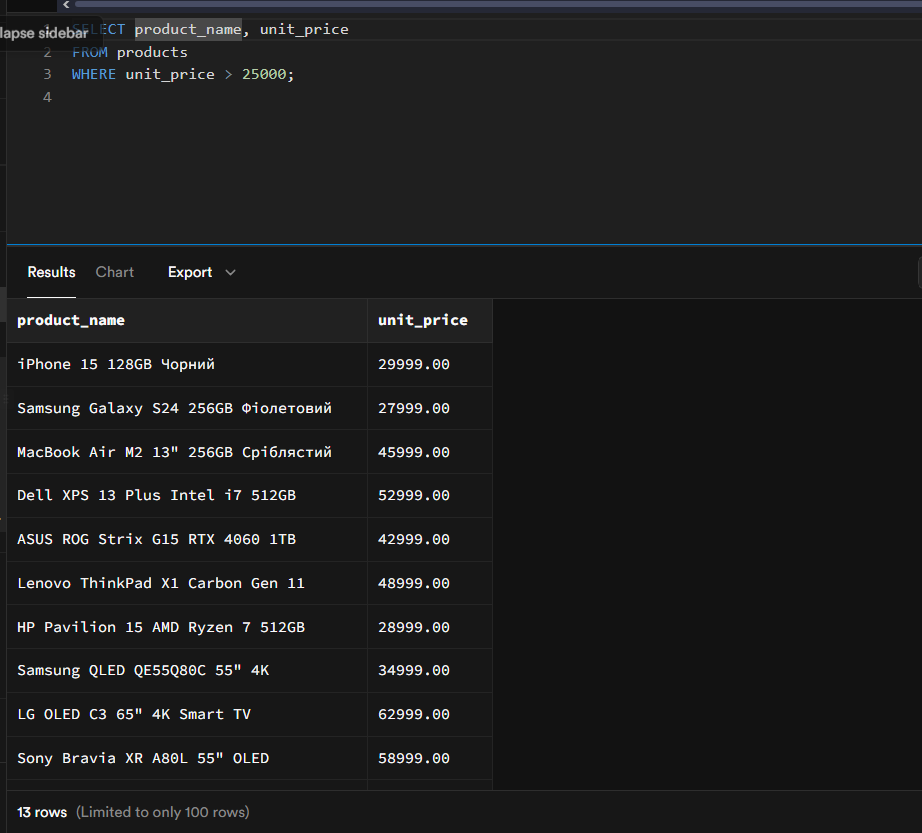 lapse sidebar
1 SELECT product_name, unit_price
2 FROM products
3 WHERE unit_price > 25000;
4
Results Chart Export
product_name unit_price
iPhone 15 128GB Чорний 29999.00
Samsung Galaxy S24 256GB Фіолетовий 27999.00
MacBook Air M2 13" 256GB Сріблястий 45999.00
Dell XPS 13 Plus Intel i7 512GB 52999.00
ASUS ROG Strix G15 RTX 4060 1TB 42999.00
Lenovo ThinkPad X1 Carbon Gen 11 48999.00
HP Pavilion 15 AMD Ryzen 7 512GB 28999.00
Samsung QLED QE55Q80C 55" 4K 34999.00
LG OLED C3 65" 4K Smart TV 62999.00
Sony Bravia XR A80L 55" OLED 58999.00
13 rows (Limited to only 100 rows)